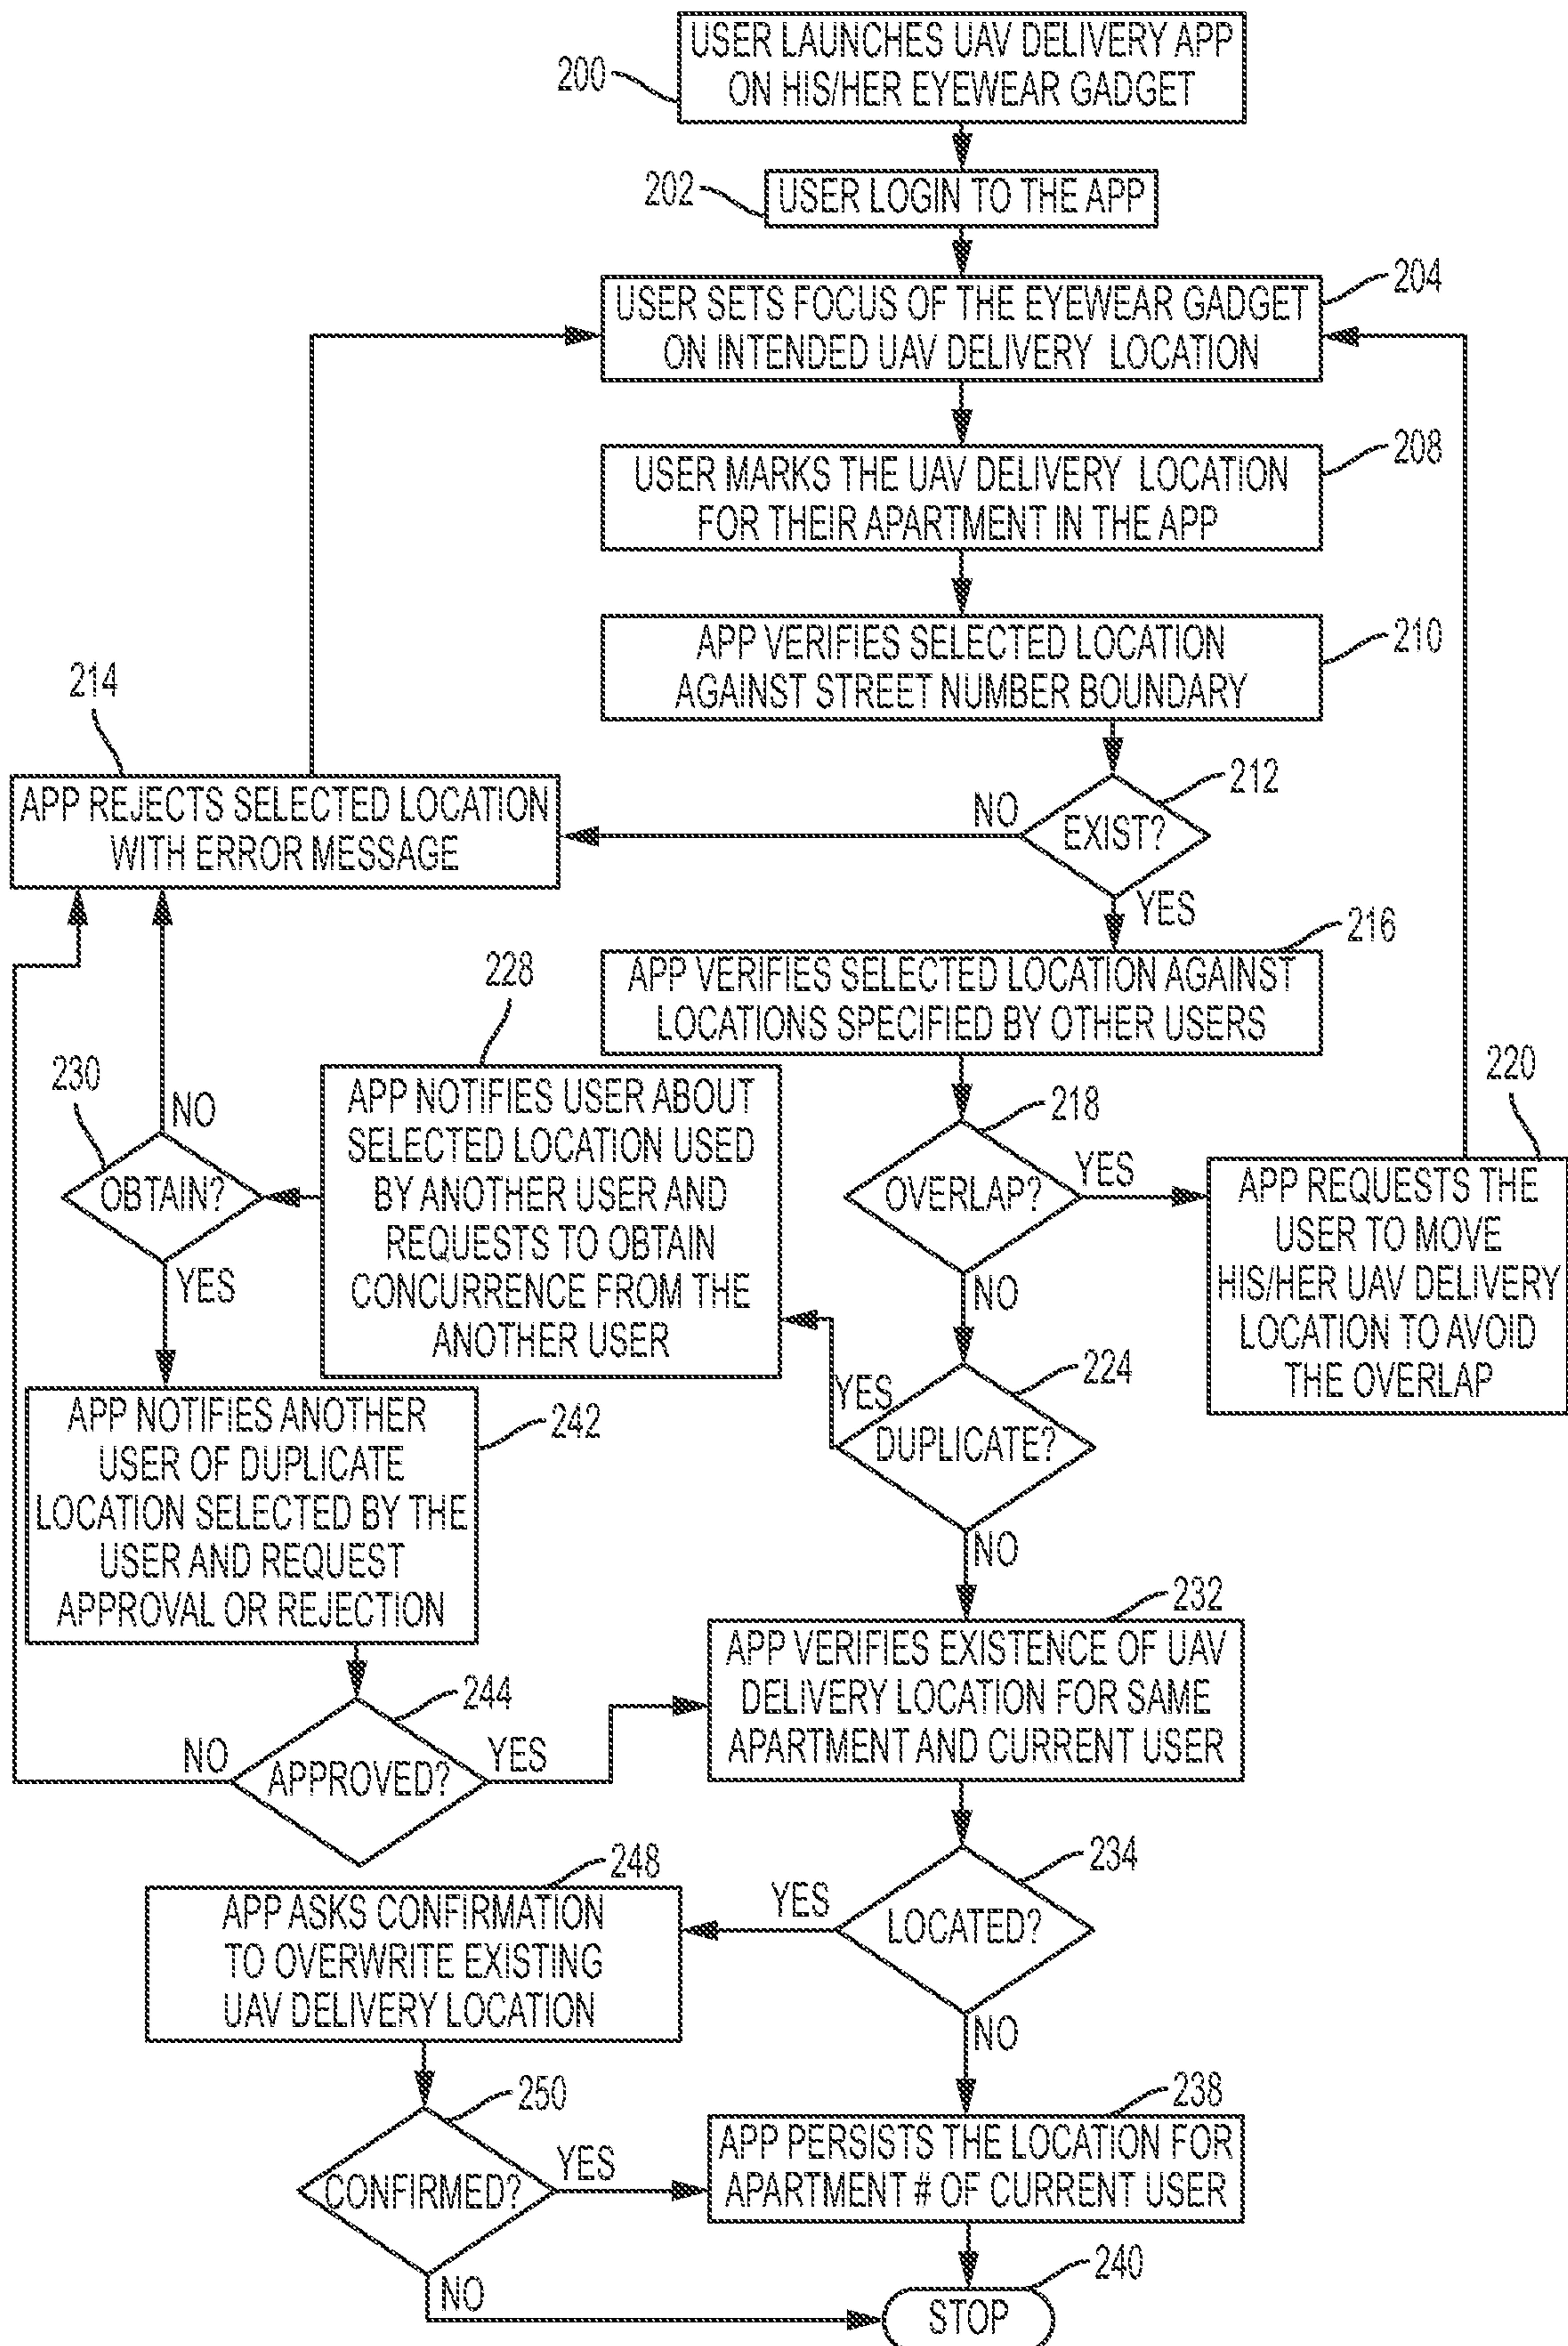 USER LAUNCHES UAV DELIVERY APP
ON HIS/HER EYEWEAR GADGET
200
USER LOGIN TO THE APP
202
USER SETS FOCUS OF THE EYEWEAR GADGET
ON INTENDED UAV DELIVERY LOCATION
204
USER MARKS THE UAV DELIVERY LOCATION
FOR THEIR APARTMENT IN THE APP
208
APP VERIFIES SELECTED LOCATION
AGAINST STREET NUMBER BOUNDARY
210
214
APP REJECTS SELECTED LOCATION
WITH ERROR MESSAGE
212
NO
EXIST?
YES
216
APP VERIFIES SELECTED LOCATION AGAINST
LOCATIONS SPECIFIED BY OTHER USERS
228
APP NOTIFIES USER ABOUT
SELECTED LOCATION USED
BY ANOTHER USER AND
REQUESTS TO OBTAIN
CONCURRENCE FROM THE
ANOTHER USER
230
NO
OBTAIN?
YES
218
OVERLAP?
YES
NO
220
APP REQUESTS THE
USER TO MOVE
HIS/HER UAV DELIVERY
LOCATION TO AVOID
THE OVERLAP
224
YES
DUPLICATE?
NO
242
APP NOTIFIES ANOTHER
USER OF DUPLICATE
LOCATION SELECTED BY THE
USER AND REQUEST
APPROVAL OR REJECTION
232
APP VERIFIES EXISTENCE OF UAV
DELIVERY LOCATION FOR SAME
APARTMENT AND CURRENT USER
244
NO
APPROVED?
YES
234
YES
LOCATED?
NO
248
APP ASKS CONFIRMATION
TO OVERWRITE EXISTING
UAV DELIVERY LOCATION
250
CONFIRMED?
YES
NO
238
APP PERSISTS THE LOCATION FOR
APARTMENT # OF CURRENT USER
240
STOP